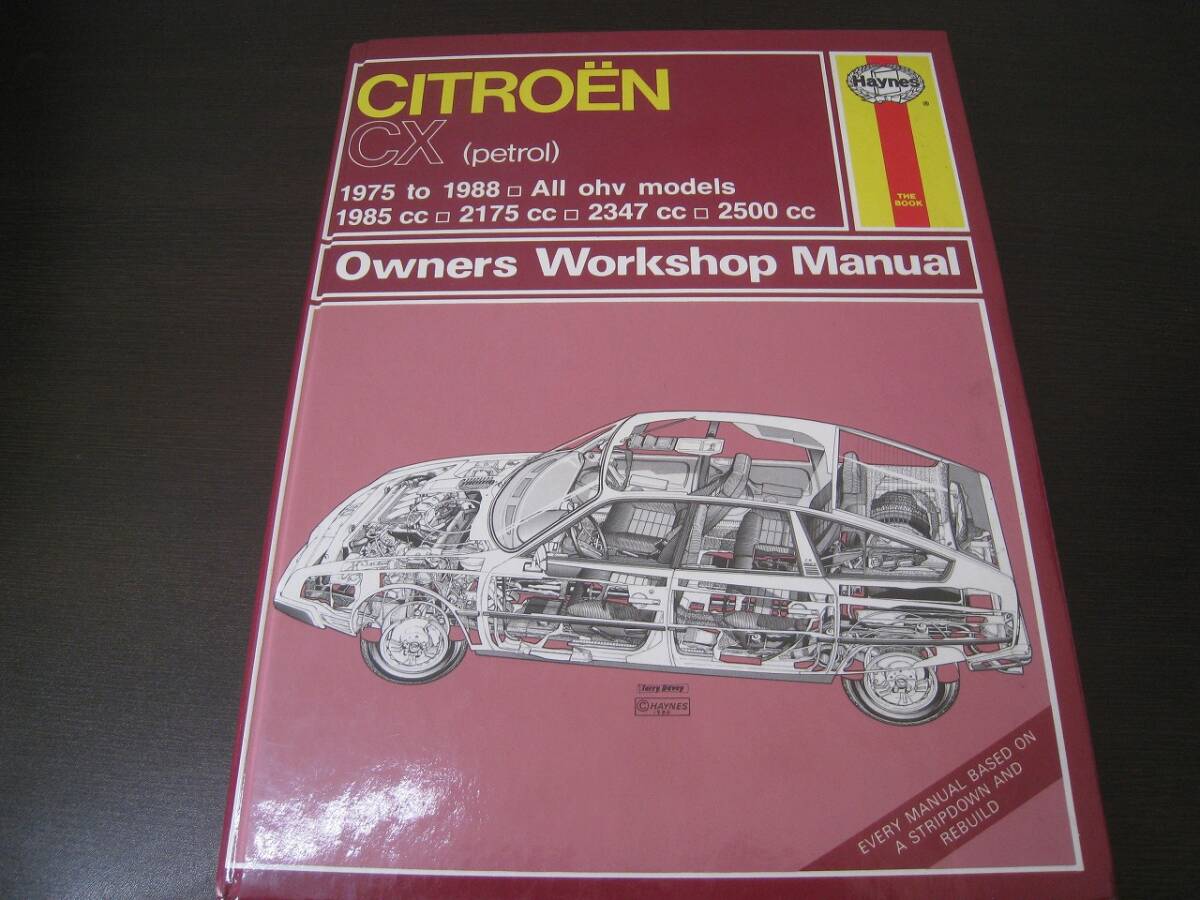 CITROËN
CX (petrol)
1975 to 1988 □ All ohv models
1985 cc □ 2175 cc □ 2347 cc □ 2500 cc
Haynes
®
THE
BOOK
Owners Workshop Manual
Terry Davey
© HAYNES
EVERY MANUAL BASED ON
A STRIPDOWN AND
REBUILD